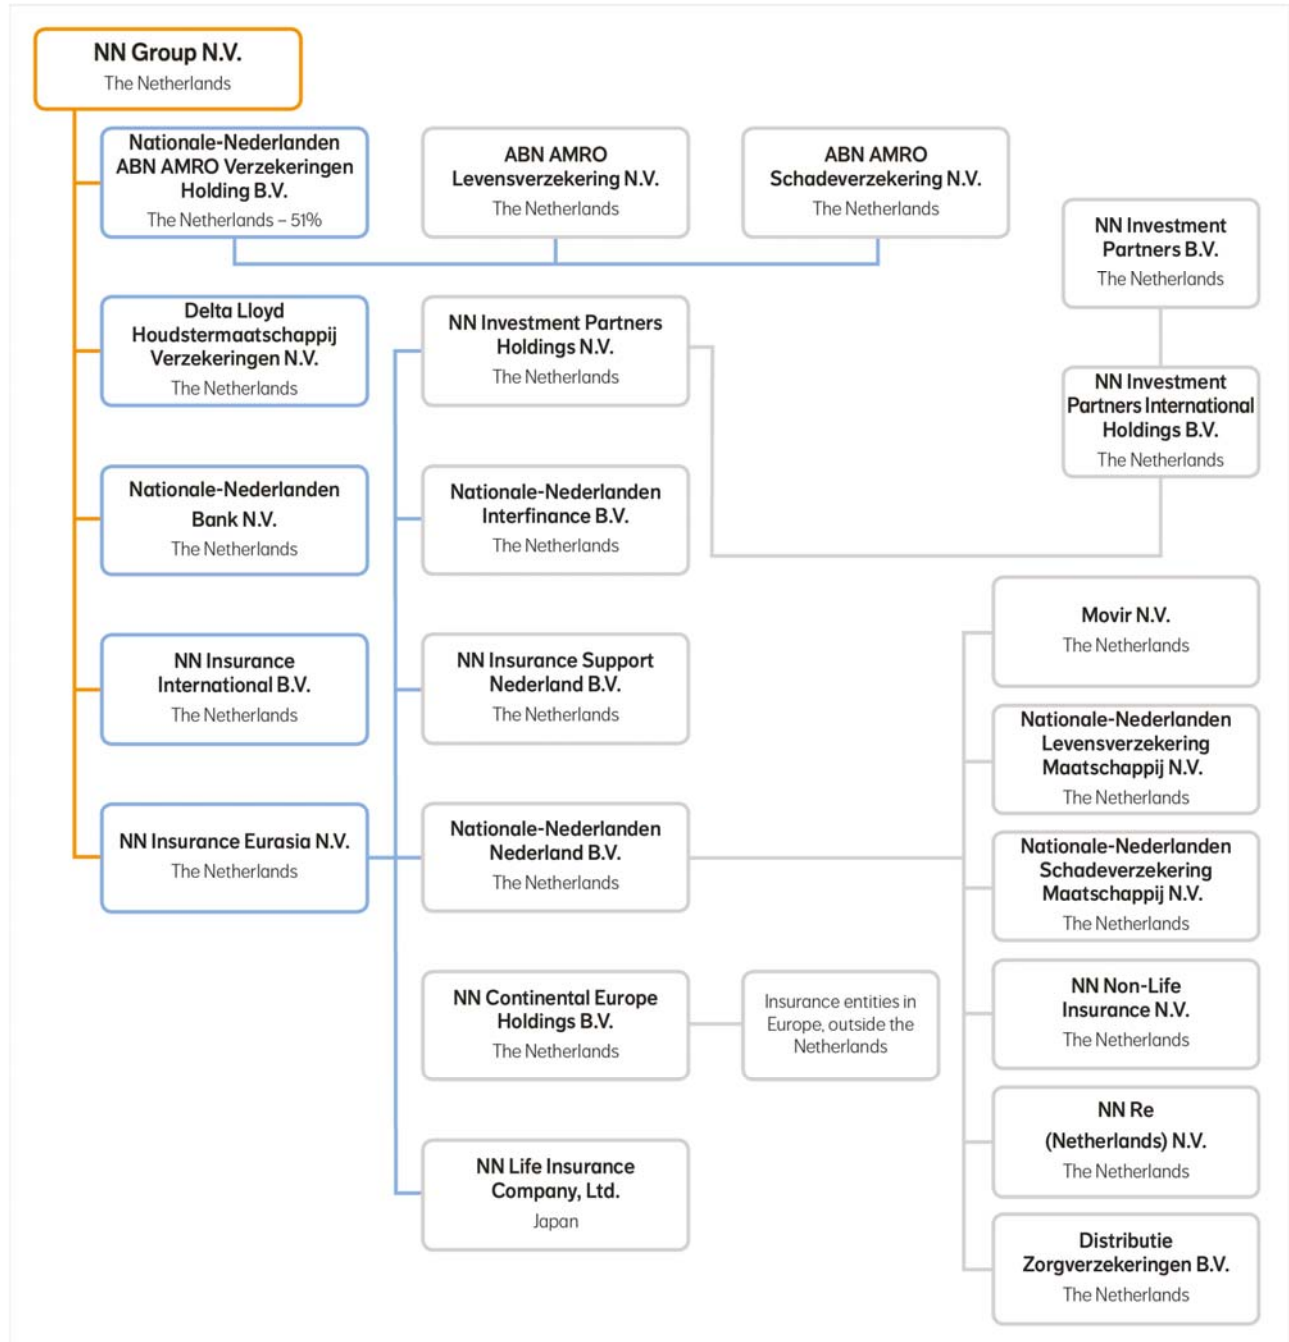 NN Group N.V.
The Netherlands
Nationale-Nederlanden
ABN AMRO Verzekeringen
Holding B.V.
The Netherlands – 51%
ABN AMRO
Levensverzekering N.V.
The Netherlands
ABN AMRO
Schadeverzekering N.V.
The Netherlands
NN Investment
Partners B.V.
The Netherlands
Delta Lloyd
Houdstermaatschappij
Verzekeringen N.V.
The Netherlands
NN Investment Partners
Holdings N.V.
The Netherlands
NN Investment
Partners International
Holdings B.V.
The Netherlands
Nationale-Nederlanden
Bank N.V.
The Netherlands
Nationale-Nederlanden
Interfinance B.V.
The Netherlands
NN Insurance
International B.V.
The Netherlands
NN Insurance Support
Nederland B.V.
The Netherlands
Movir N.V.
The Netherlands
Nationale-Nederlanden
Levensverzekering
Maatschappij N.V.
The Netherlands
NN Insurance Eurasia N.V.
The Netherlands
Nationale-Nederlanden
Nederland B.V.
The Netherlands
Nationale-Nederlanden
Schadeverzekering
Maatschappij N.V.
The Netherlands
NN Continental Europe
Holdings B.V.
The Netherlands
Insurance entities in
Europe, outside the
Netherlands
NN Non-Life
Insurance N.V.
The Netherlands
NN Re
(Netherlands) N.V.
The Netherlands
NN Life Insurance
Company, Ltd.
Japan
Distributie
Zorgverzekeringen B.V.
The Netherlands